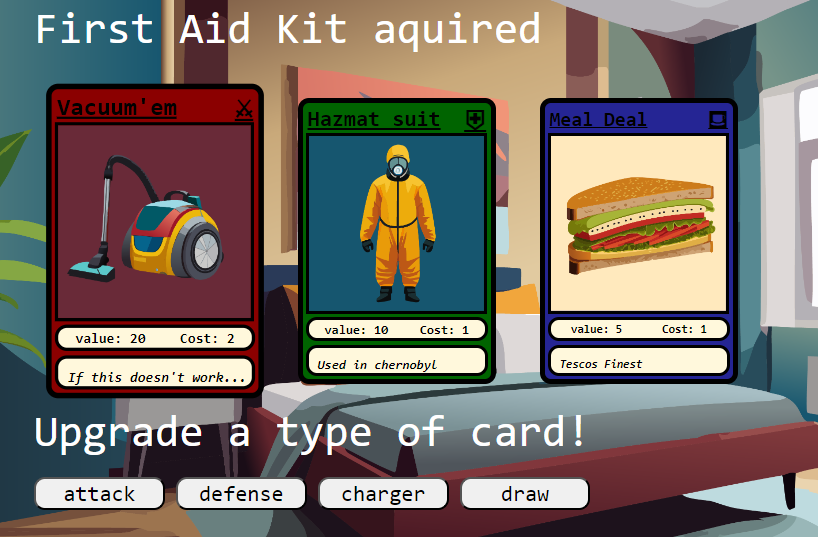 First Aid Kit aquired
Vacuum'em
Hazmat suit
Meal Deal
value: 20 Cost: 2
value: 10 Cost: 1
value: 5 Cost: 1
If this doesn't work...
Used in chernobyl
Tescos Finest
Upgrade a type of card!
attack
defense
charger
draw